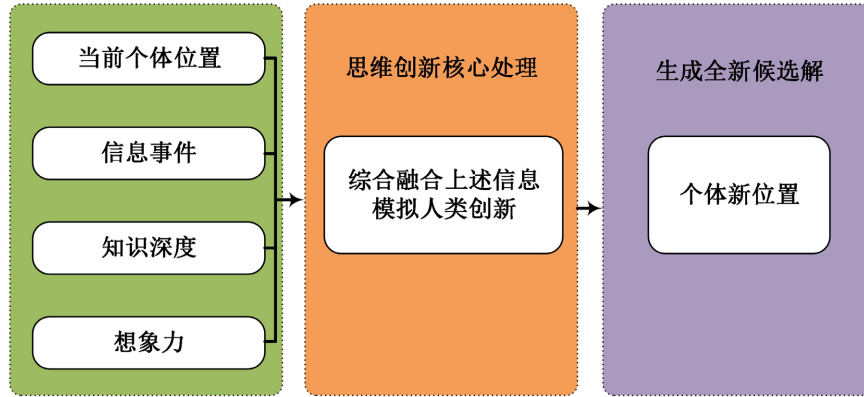 当前个体位置
信息事件
知识深度
想象力
思维创新核心处理
综合融合上述信息
模拟人类创新
生成全新候选解
个体新位置